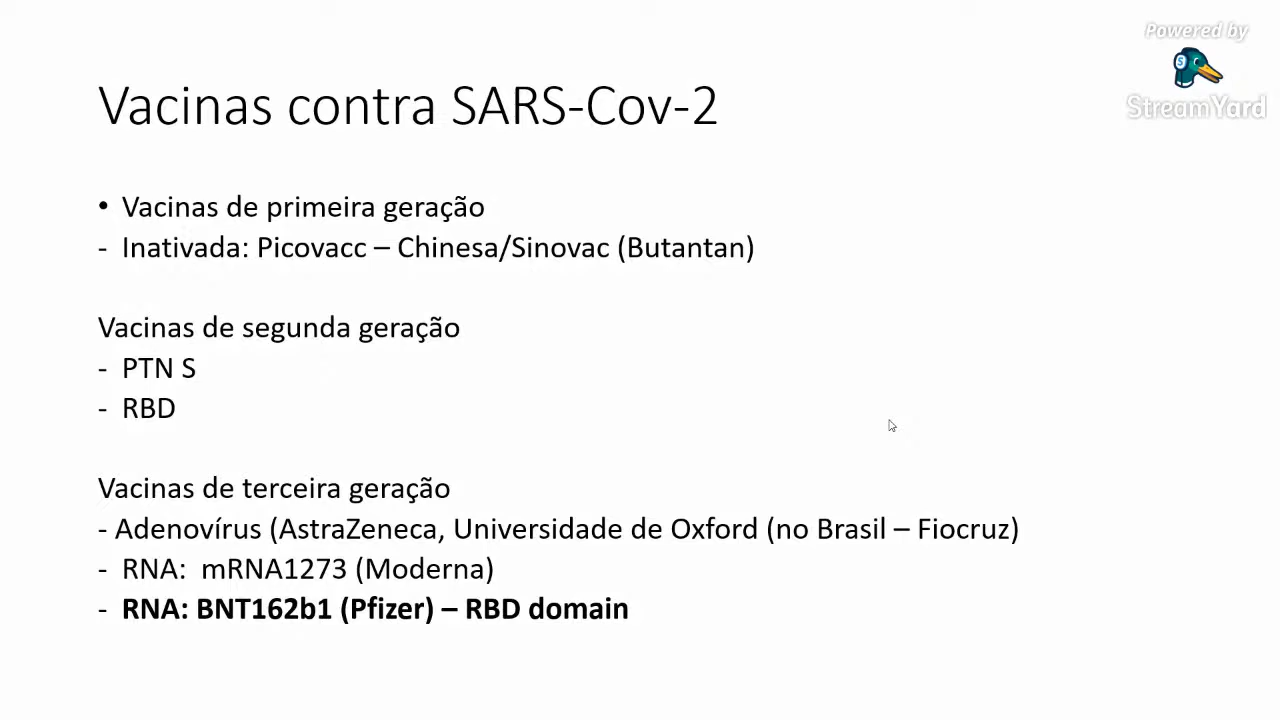 Powered by
StreamYard
Vacinas contra SARS-Cov-2
• Vacinas de primeira geração
- Inativada: Picovacc – Chinesa/Sinovac (Butantan)
Vacinas de segunda geração
- PTN S
- RBD
Vacinas de terceira geração
- Adenovírus (AstraZeneca, Universidade de Oxford (no Brasil – Fiocruz)
- RNA: mRNA1273 (Moderna)
- RNA: BNT162b1 (Pfizer) – RBD domain